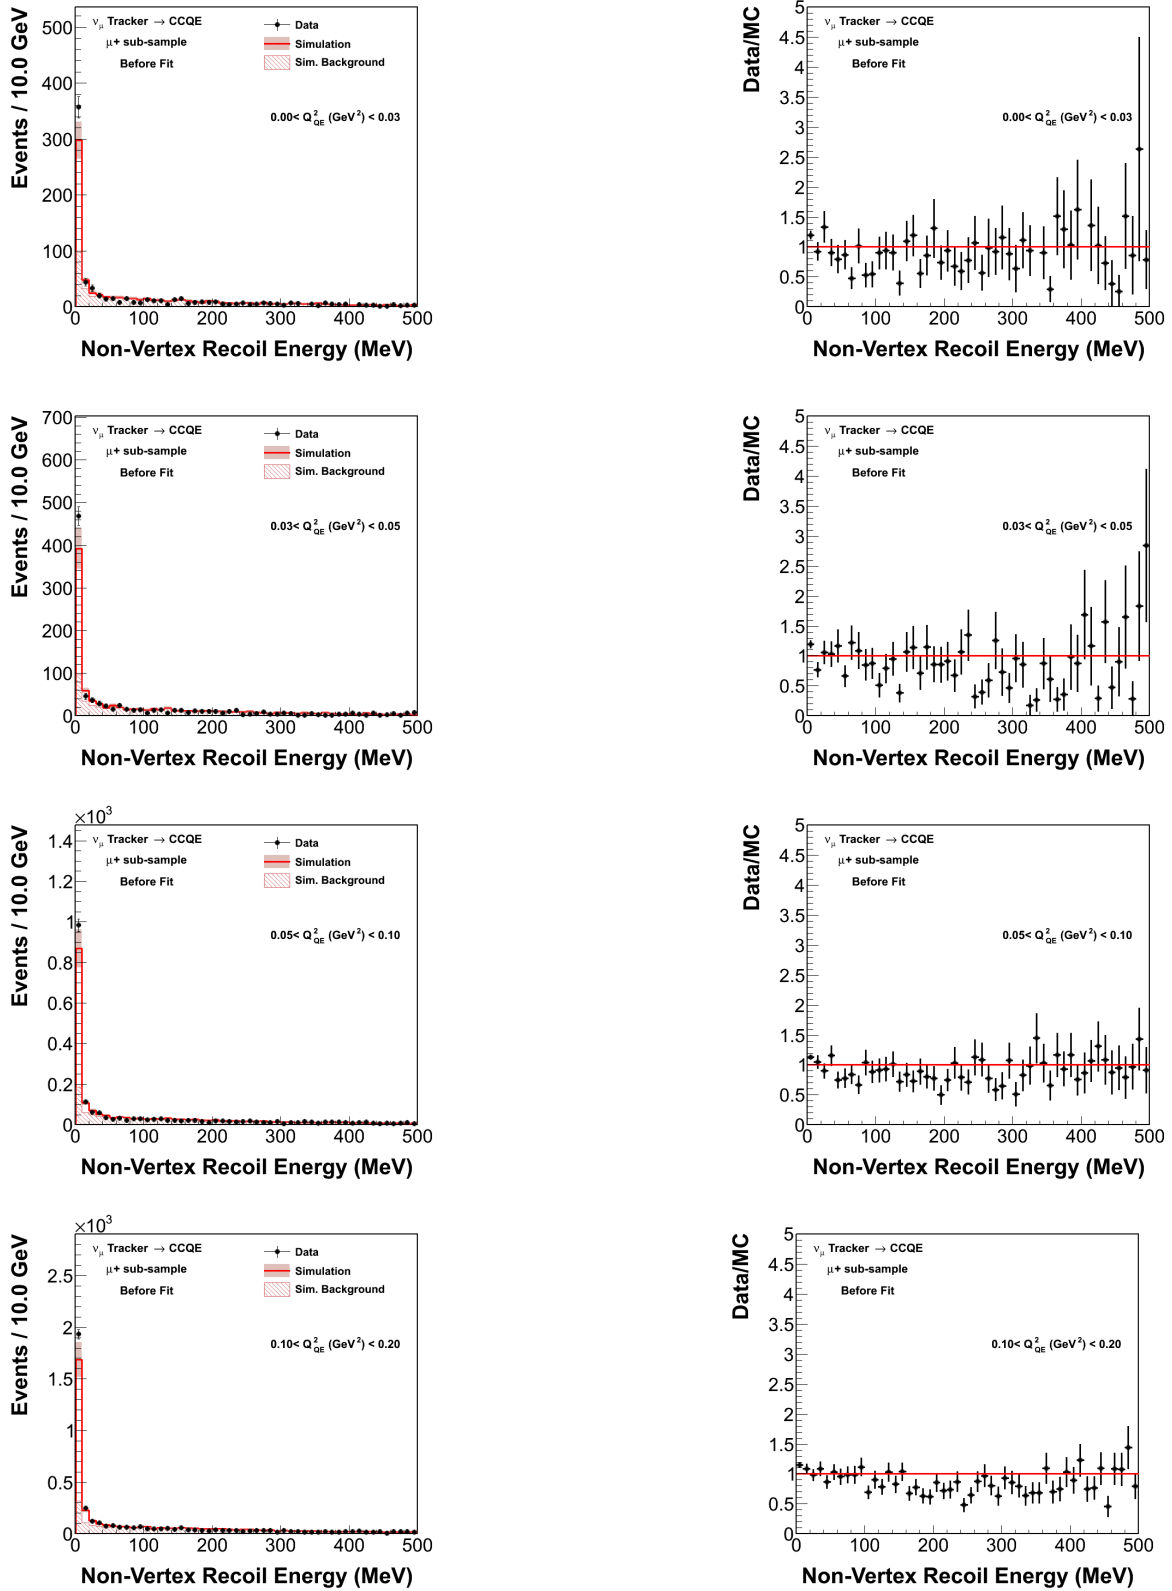 Events / 10.0 GeV
500
400
300
200
100
0
ν_μ Tracker → CCQE
μ+ sub-sample
Before Fit
Data
Simulation
Sim. Background
0.00< Q²_QE (GeV²) < 0.03
0 100 200 300 400 500
Non-Vertex Recoil Energy (MeV)
Data/MC
5
4.5
4
3.5
3
2.5
2
1.5
1
0.5
0
ν_μ Tracker → CCQE
μ+ sub-sample
Before Fit
0.00< Q²_QE (GeV²) < 0.03
0 100 200 300 400 500
Non-Vertex Recoil Energy (MeV)
Events / 10.0 GeV
700
600
500
400
300
200
100
0
ν_μ Tracker → CCQE
μ+ sub-sample
Before Fit
Data
Simulation
Sim. Background
0.03< Q²_QE (GeV²) < 0.05
0 100 200 300 400 500
Non-Vertex Recoil Energy (MeV)
Data/MC
5
4.5
4
3.5
3
2.5
2
1.5
1
0.5
0
ν_μ Tracker → CCQE
μ+ sub-sample
Before Fit
0.03< Q²_QE (GeV²) < 0.05
0 100 200 300 400 500
Non-Vertex Recoil Energy (MeV)
×10³
Events / 10.0 GeV
1.4
1.2
1
0.8
0.6
0.4
0.2
0
ν_μ Tracker → CCQE
μ+ sub-sample
Before Fit
Data
Simulation
Sim. Background
0.05< Q²_QE (GeV²) < 0.10
0 100 200 300 400 500
Non-Vertex Recoil Energy (MeV)
Data/MC
5
4.5
4
3.5
3
2.5
2
1.5
1
0.5
0
ν_μ Tracker → CCQE
μ+ sub-sample
Before Fit
0.05< Q²_QE (GeV²) < 0.10
0 100 200 300 400 500
Non-Vertex Recoil Energy (MeV)
×10³
Events / 10.0 GeV
2.5
2
1.5
1
0.5
0
ν_μ Tracker → CCQE
μ+ sub-sample
Before Fit
Data
Simulation
Sim. Background
0.10< Q²_QE (GeV²) < 0.20
0 100 200 300 400 500
Non-Vertex Recoil Energy (MeV)
Data/MC
5
4.5
4
3.5
3
2.5
2
1.5
1
0.5
0
ν_μ Tracker → CCQE
μ+ sub-sample
Before Fit
0.10< Q²_QE (GeV²) < 0.20
0 100 200 300 400 500
Non-Vertex Recoil Energy (MeV)